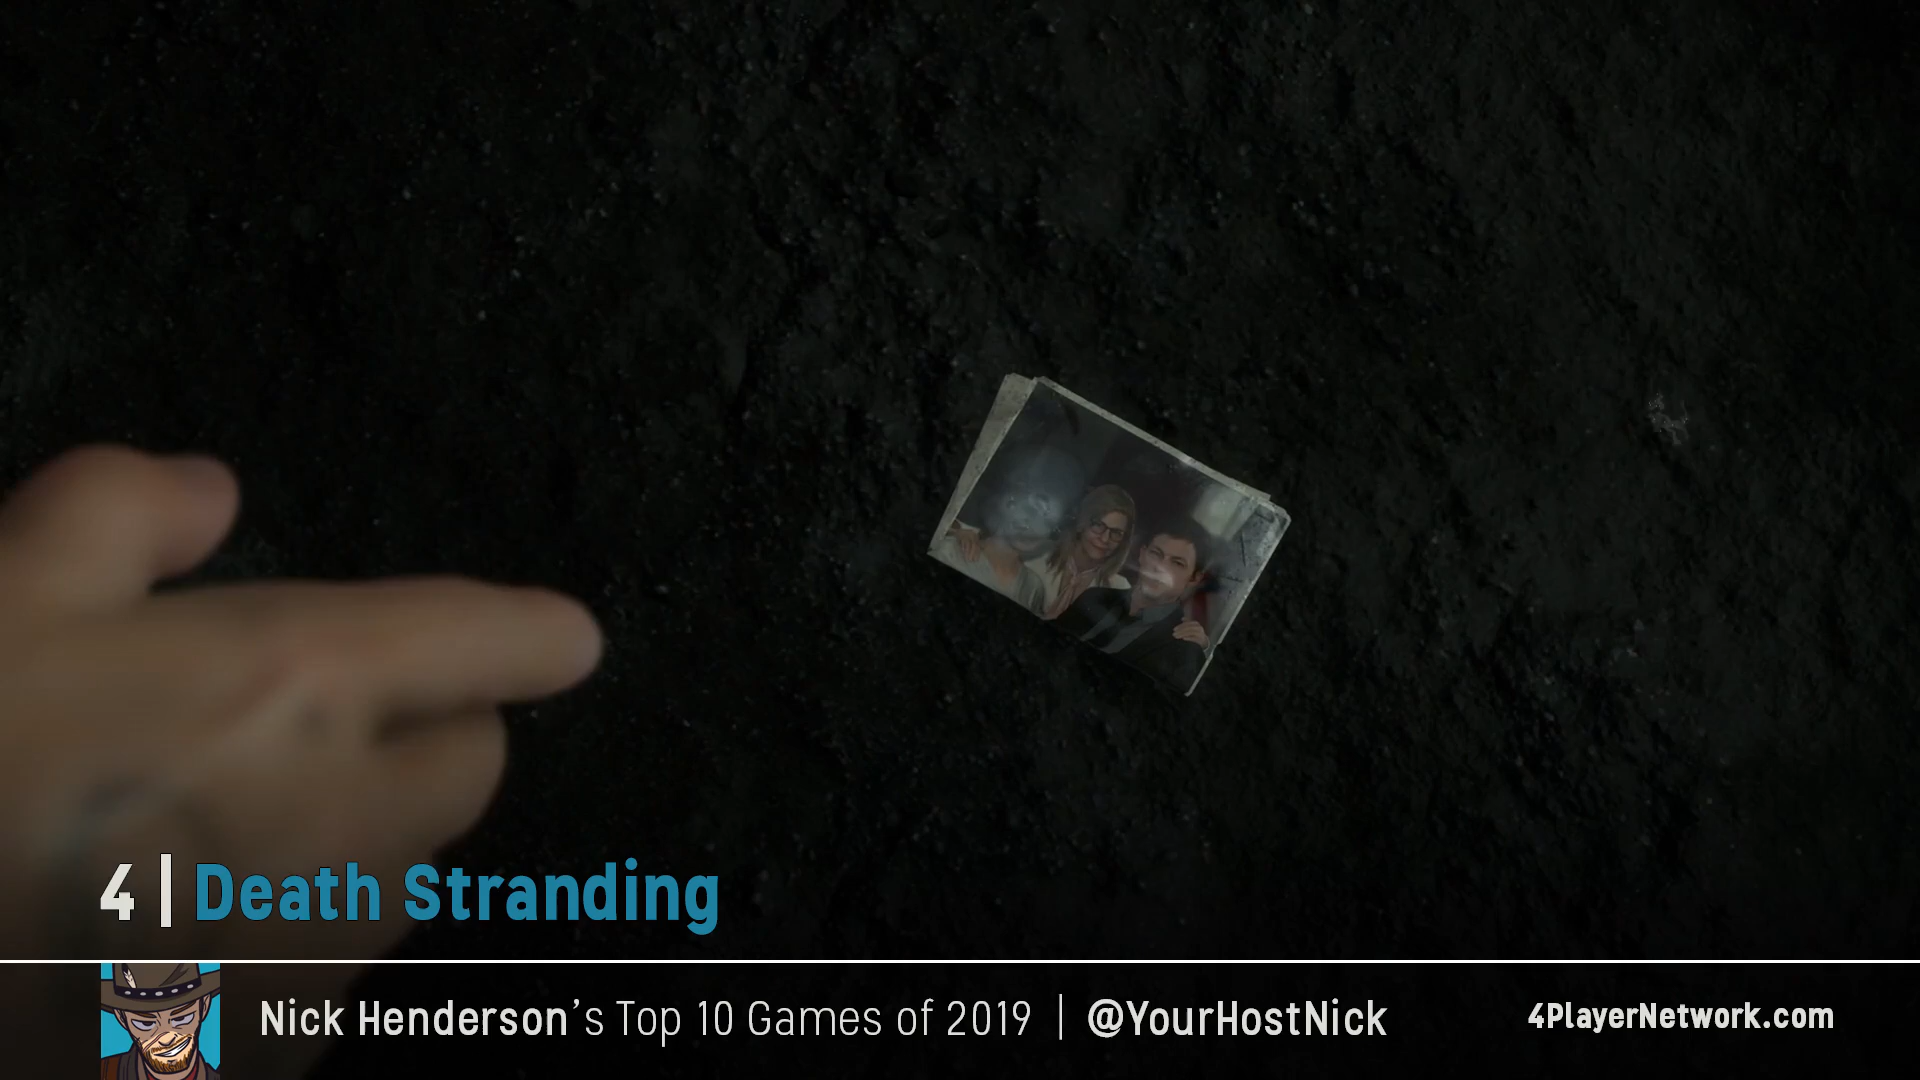 4 | Death Stranding
Nick Henderson's Top 10 Games of 2019 | @YourHostNick
4PlayerNetwork.com